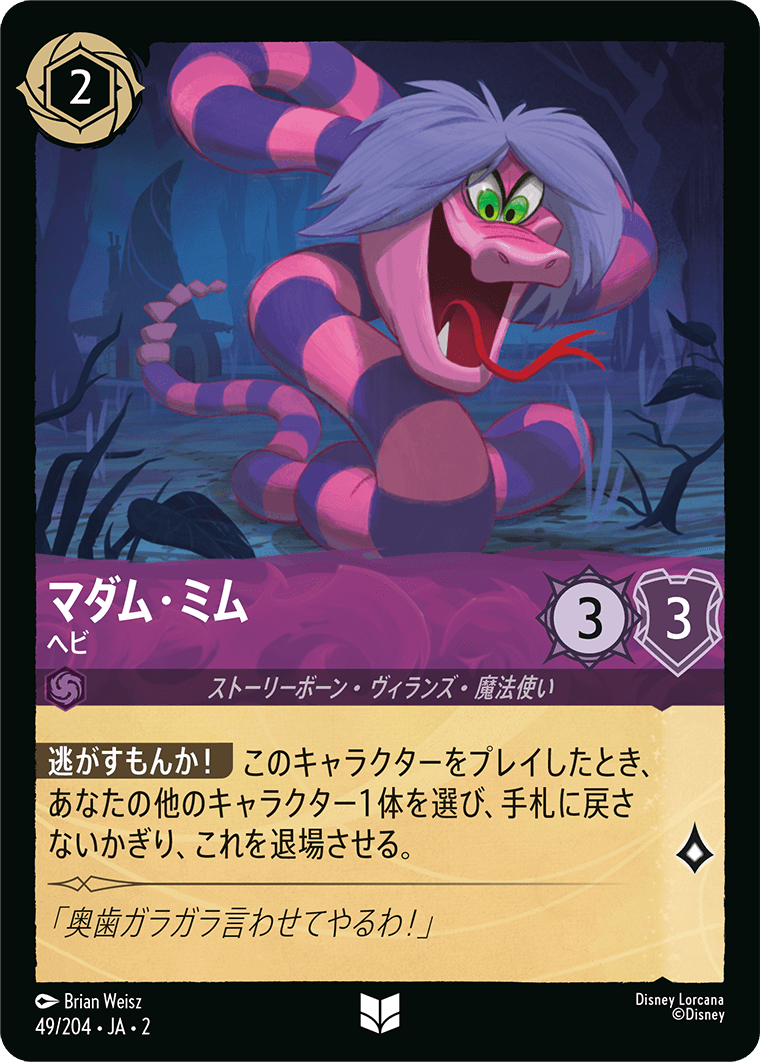 2
マダム・ミム
ヘビ
3
3
ストーリーボーン・ヴィランズ・魔法使い
逃がすもんか！ このキャラクターをプレイしたとき、
あなたの他のキャラクター1体を選び、手札に戻さ
ないかぎり、これを退場させる。
「奥歯ガラガラ言わせてやるわ！」
Brian Weisz
49/204・JA・2
Disney Lorcana
©Disney